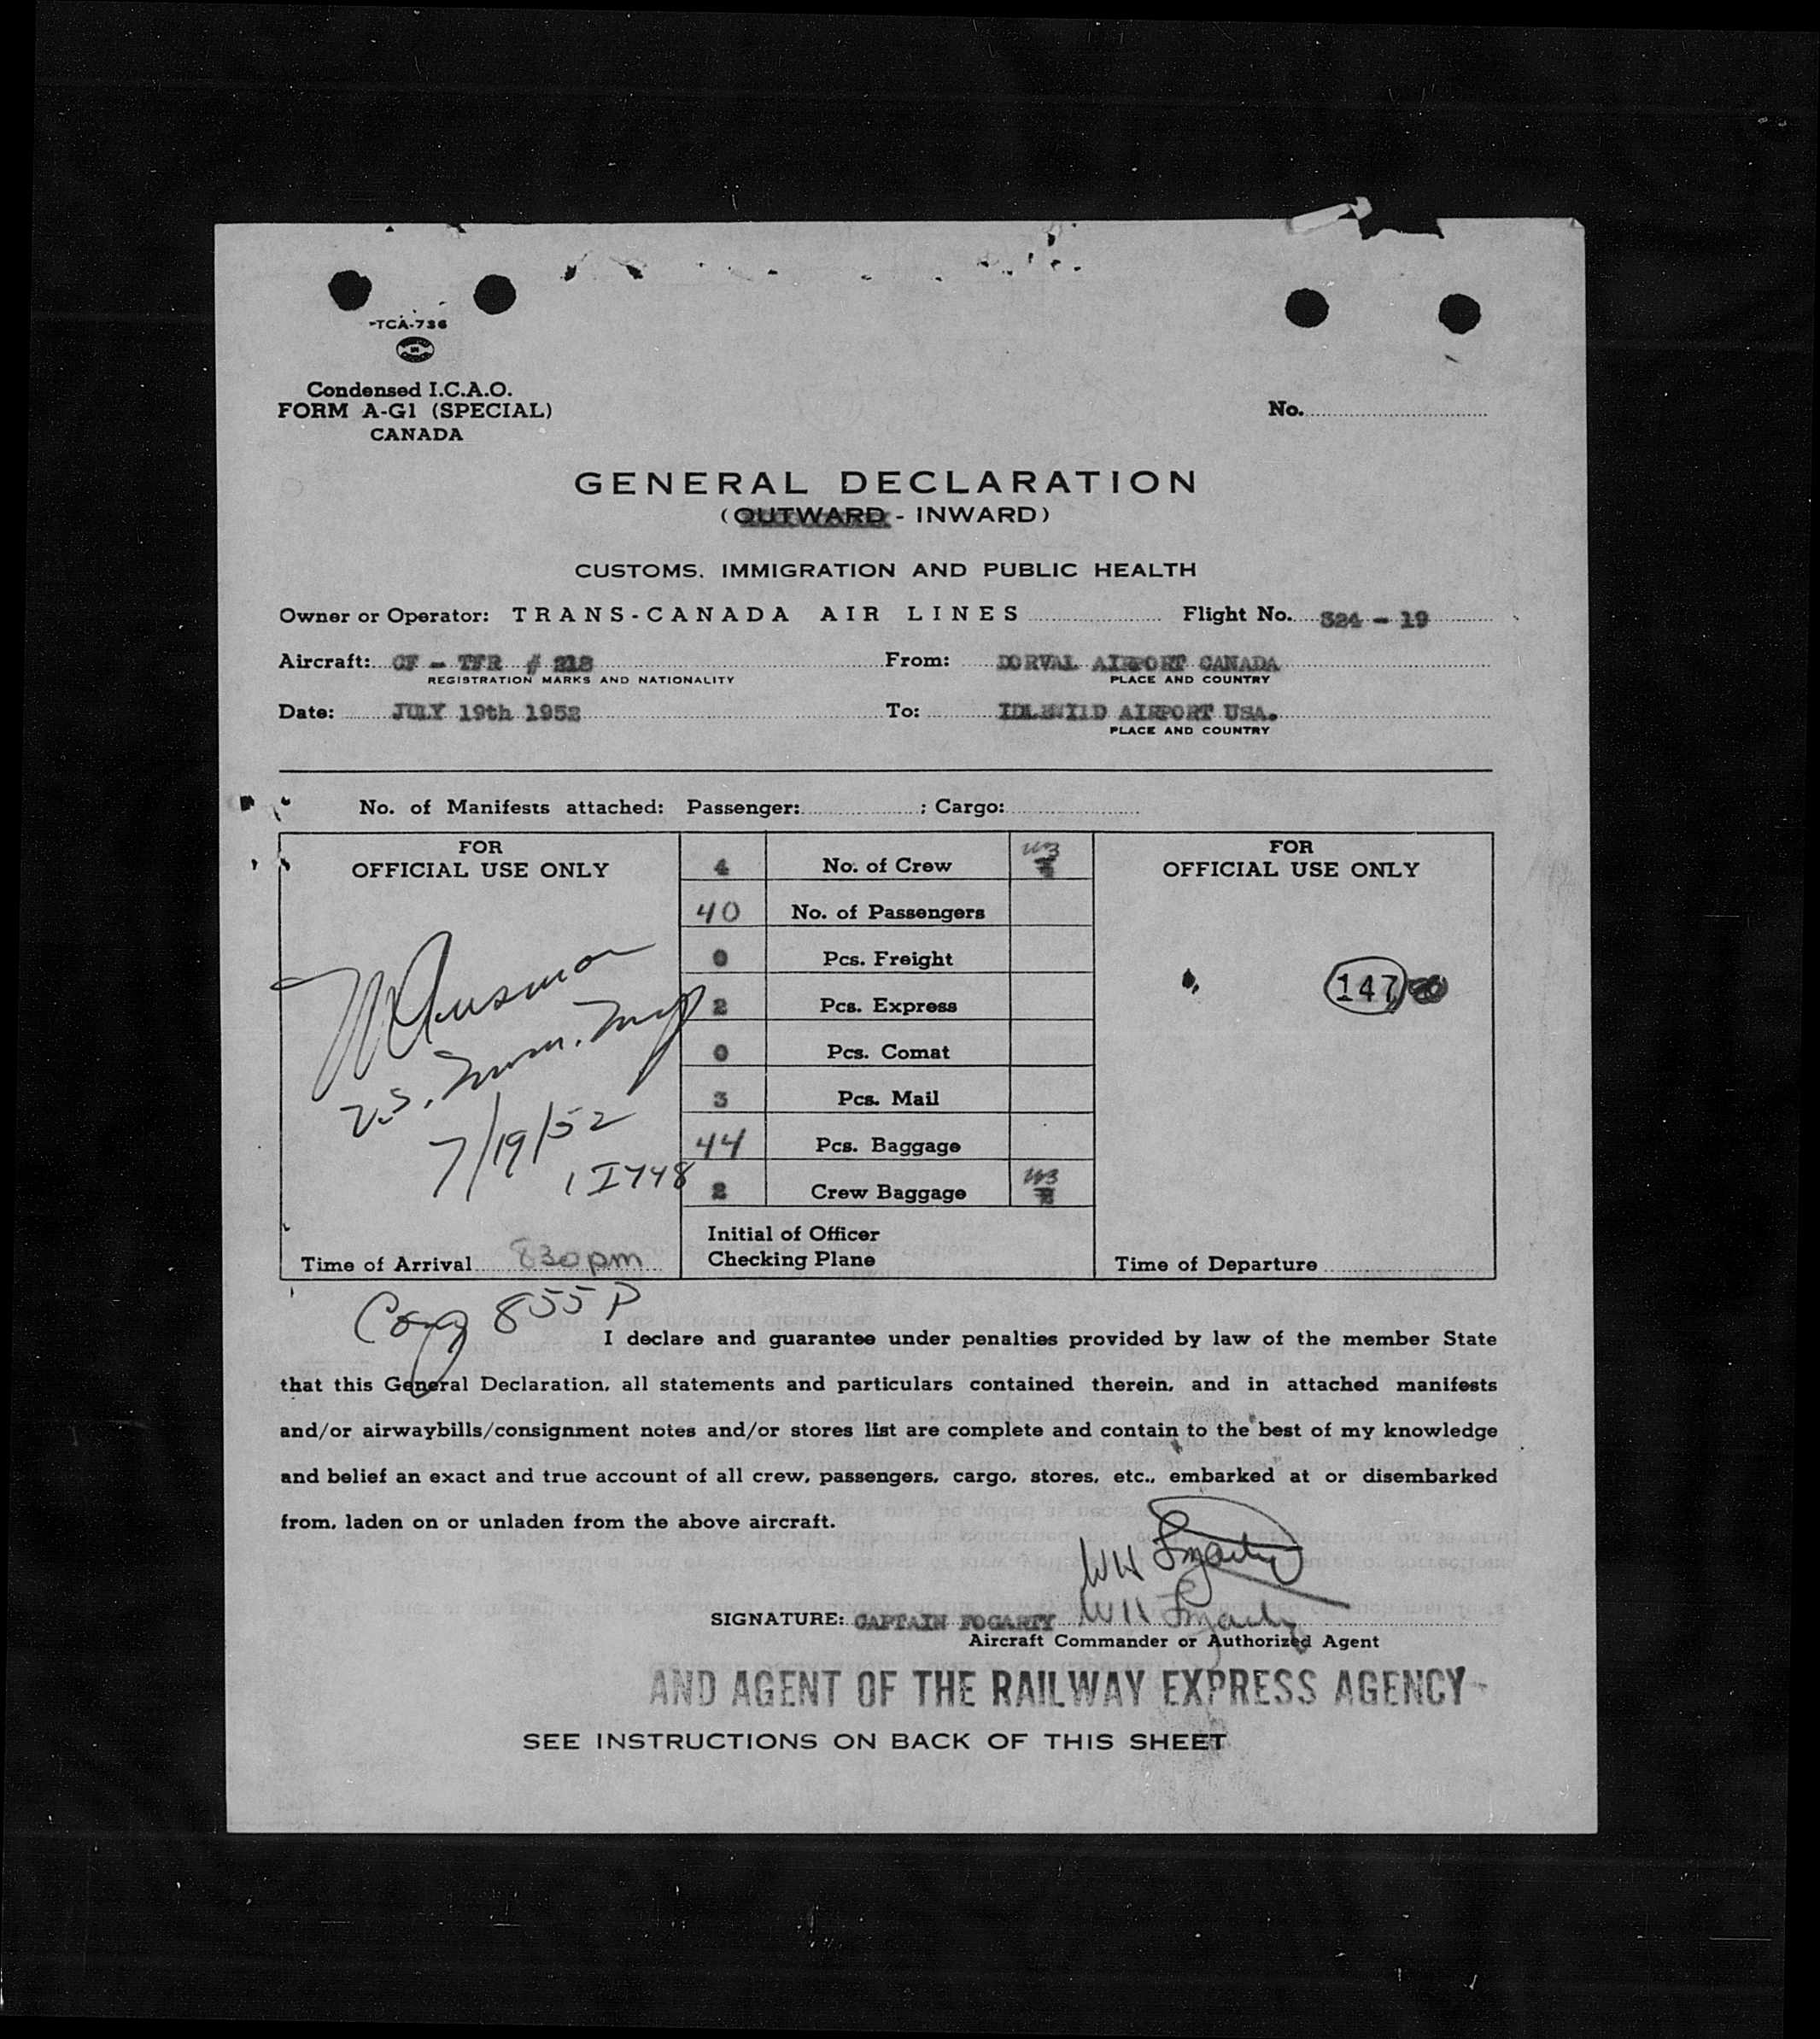 TCA-736
Condensed I.C.A.O.
FORM A-G1 (SPECIAL)
CANADA
No.
GENERAL DECLARATION
(OUTWARD - INWARD)
CUSTOMS, IMMIGRATION AND PUBLIC HEALTH
Owner or Operator: TRANS-CANADA AIR LINES Flight No. 324 - 19
Aircraft: CF - TFR # 218 From: DORVAL AIRPORT CANADA
REGISTRATION MARKS AND NATIONALITY PLACE AND COUNTRY
Date: JULY 19th 1952 To: IDLEWILD AIRPORT USA.
PLACE AND COUNTRY
No. of Manifests attached: Passenger: ; Cargo:
FOR
OFFICIAL USE ONLY
U.S. Imm. Insp
7/19/52
1 I 748
Time of Arrival 830pm
4 No. of Crew
40 No. of Passengers
0 Pcs. Freight
2 Pcs. Express
0 Pcs. Comat
3 Pcs. Mail
44 Pcs. Baggage
2 Crew Baggage
Initial of Officer
Checking Plane
FOR
OFFICIAL USE ONLY
147
Time of Departure
855 P
I declare and guarantee under penalties provided by law of the member State
that this General Declaration, all statements and particulars contained therein, and in attached manifests
and/or airwaybills/consignment notes and/or stores list are complete and contain to the best of my knowledge
and belief an exact and true account of all crew, passengers, cargo, stores, etc., embarked at or disembarked
from, laden on or unladen from the above aircraft.
WH Fogarty
SIGNATURE: CAPTAIN FOGARTY WH Fogarty
Aircraft Commander or Authorized Agent
AND AGENT OF THE RAILWAY EXPRESS AGENCY
SEE INSTRUCTIONS ON BACK OF THIS SHEET